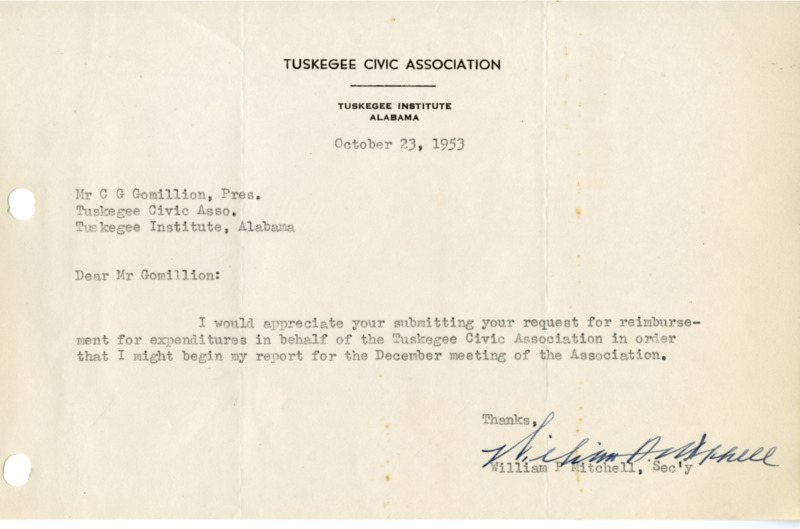 TUSKEGEE CIVIC ASSOCIATION
TUSKEGEE INSTITUTE
ALABAMA
October 23, 1953
Mr C G Gomillion, Pres.
Tuskegee Civic Asso.
Tuskegee Institute, Alabama
Dear Mr Gomillion:
I would appreciate your submitting your request for reimburse-
ment for expenditures in behalf of the Tuskegee Civic Association in order
that I might begin my report for the December meeting of the Association.
Thanks,
William P. Mitchell
William P Mitchell, Sec'y